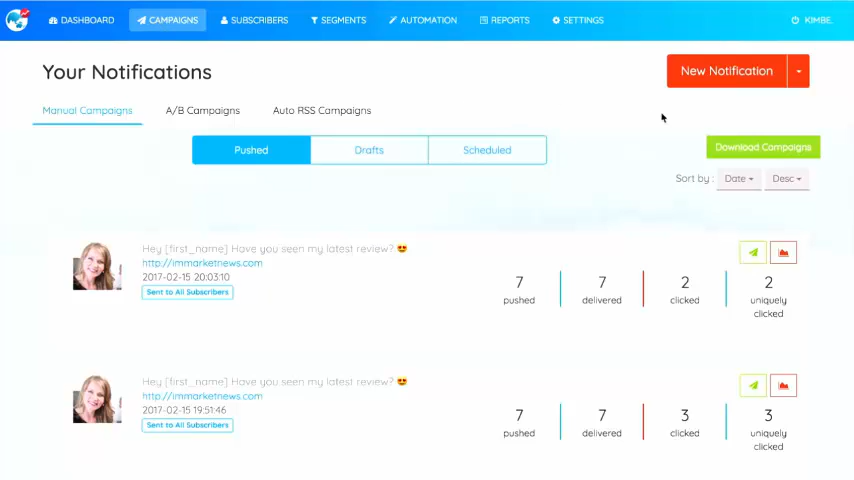 DASHBOARD CAMPAIGNS SUBSCRIBERS SEGMENTS AUTOMATION REPORTS SETTINGS KIMBE.
Your Notifications
New Notification
Manual Campaigns A/B Campaigns Auto RSS Campaigns
Pushed Drafts Scheduled
Download Campaigns
Sort by : Date Desc
Hey [first_name] Have you seen my latest review? 😍
http://immarketnews.com
2017-02-15 20:03:10
Sent to All Subscribers
7 7 2 2
pushed delivered clicked uniquely
clicked
Hey [first_name] Have you seen my latest review? 😍
http://immarketnews.com
2017-02-15 19:51:46
Sent to All Subscribers
7 7 3 3
pushed delivered clicked uniquely
clicked